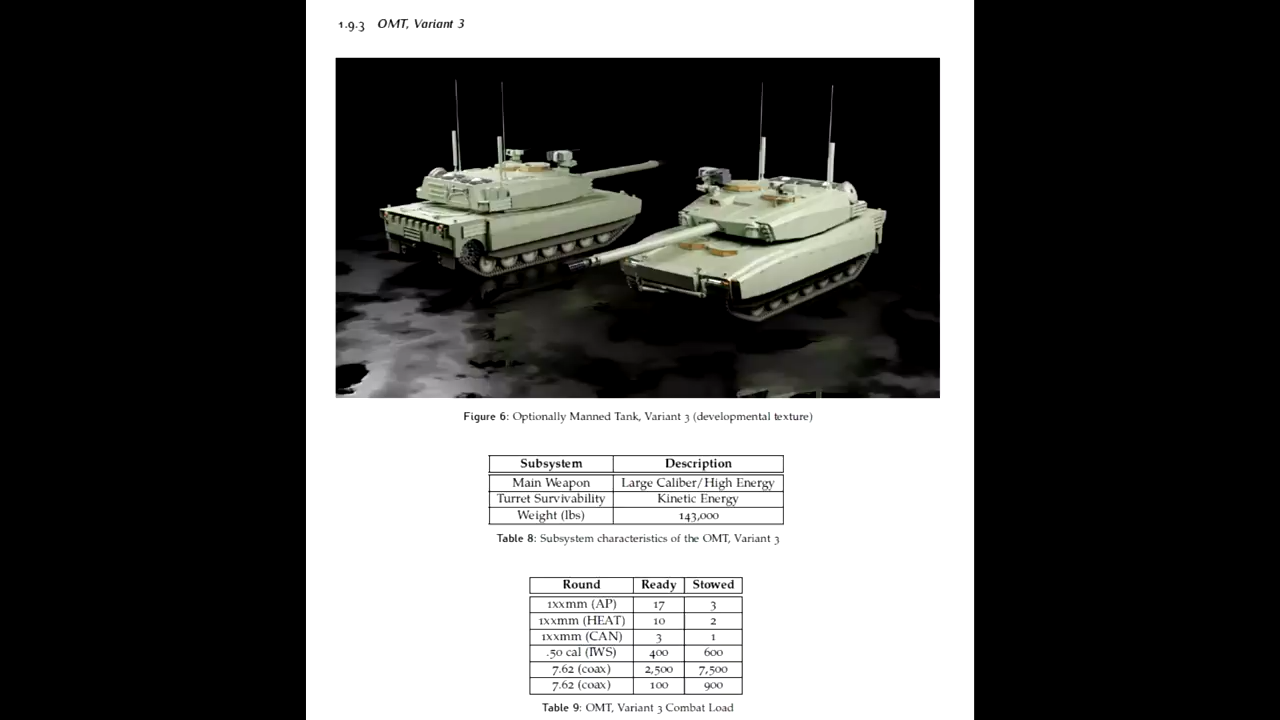 1.9.3 OMT, Variant 3
Figure 6: Optionally Manned Tank, Variant 3 (developmental texture)
Subsystem Description
Main Weapon Large Caliber/High Energy
Turret Survivability Kinetic Energy
Weight (lbs) 143,000
Table 8: Subsystem characteristics of the OMT, Variant 3
Round Ready Stowed
1xxmm (AP) 17 3
1xxmm (HEAT) 10 2
1xxmm (CAN) 3 1
.50 cal (IWS) 400 600
7.62 (coax) 2,500 7,500
7.62 (coax) 100 900
Table 9: OMT, Variant 3 Combat Load